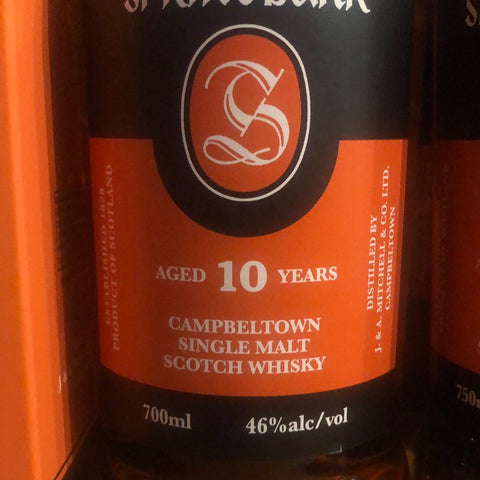 S
AGED 10 YEARS
CAMPBELTOWN
SINGLE MALT
SCOTCH WHISKY
700ml 46%alc/vol
ESTABLISHED 1828
PRODUCT OF SCOTLAND
DISTILLED BY
J. & A. MITCHELL & CO. LTD.
CAMPBELTOWN